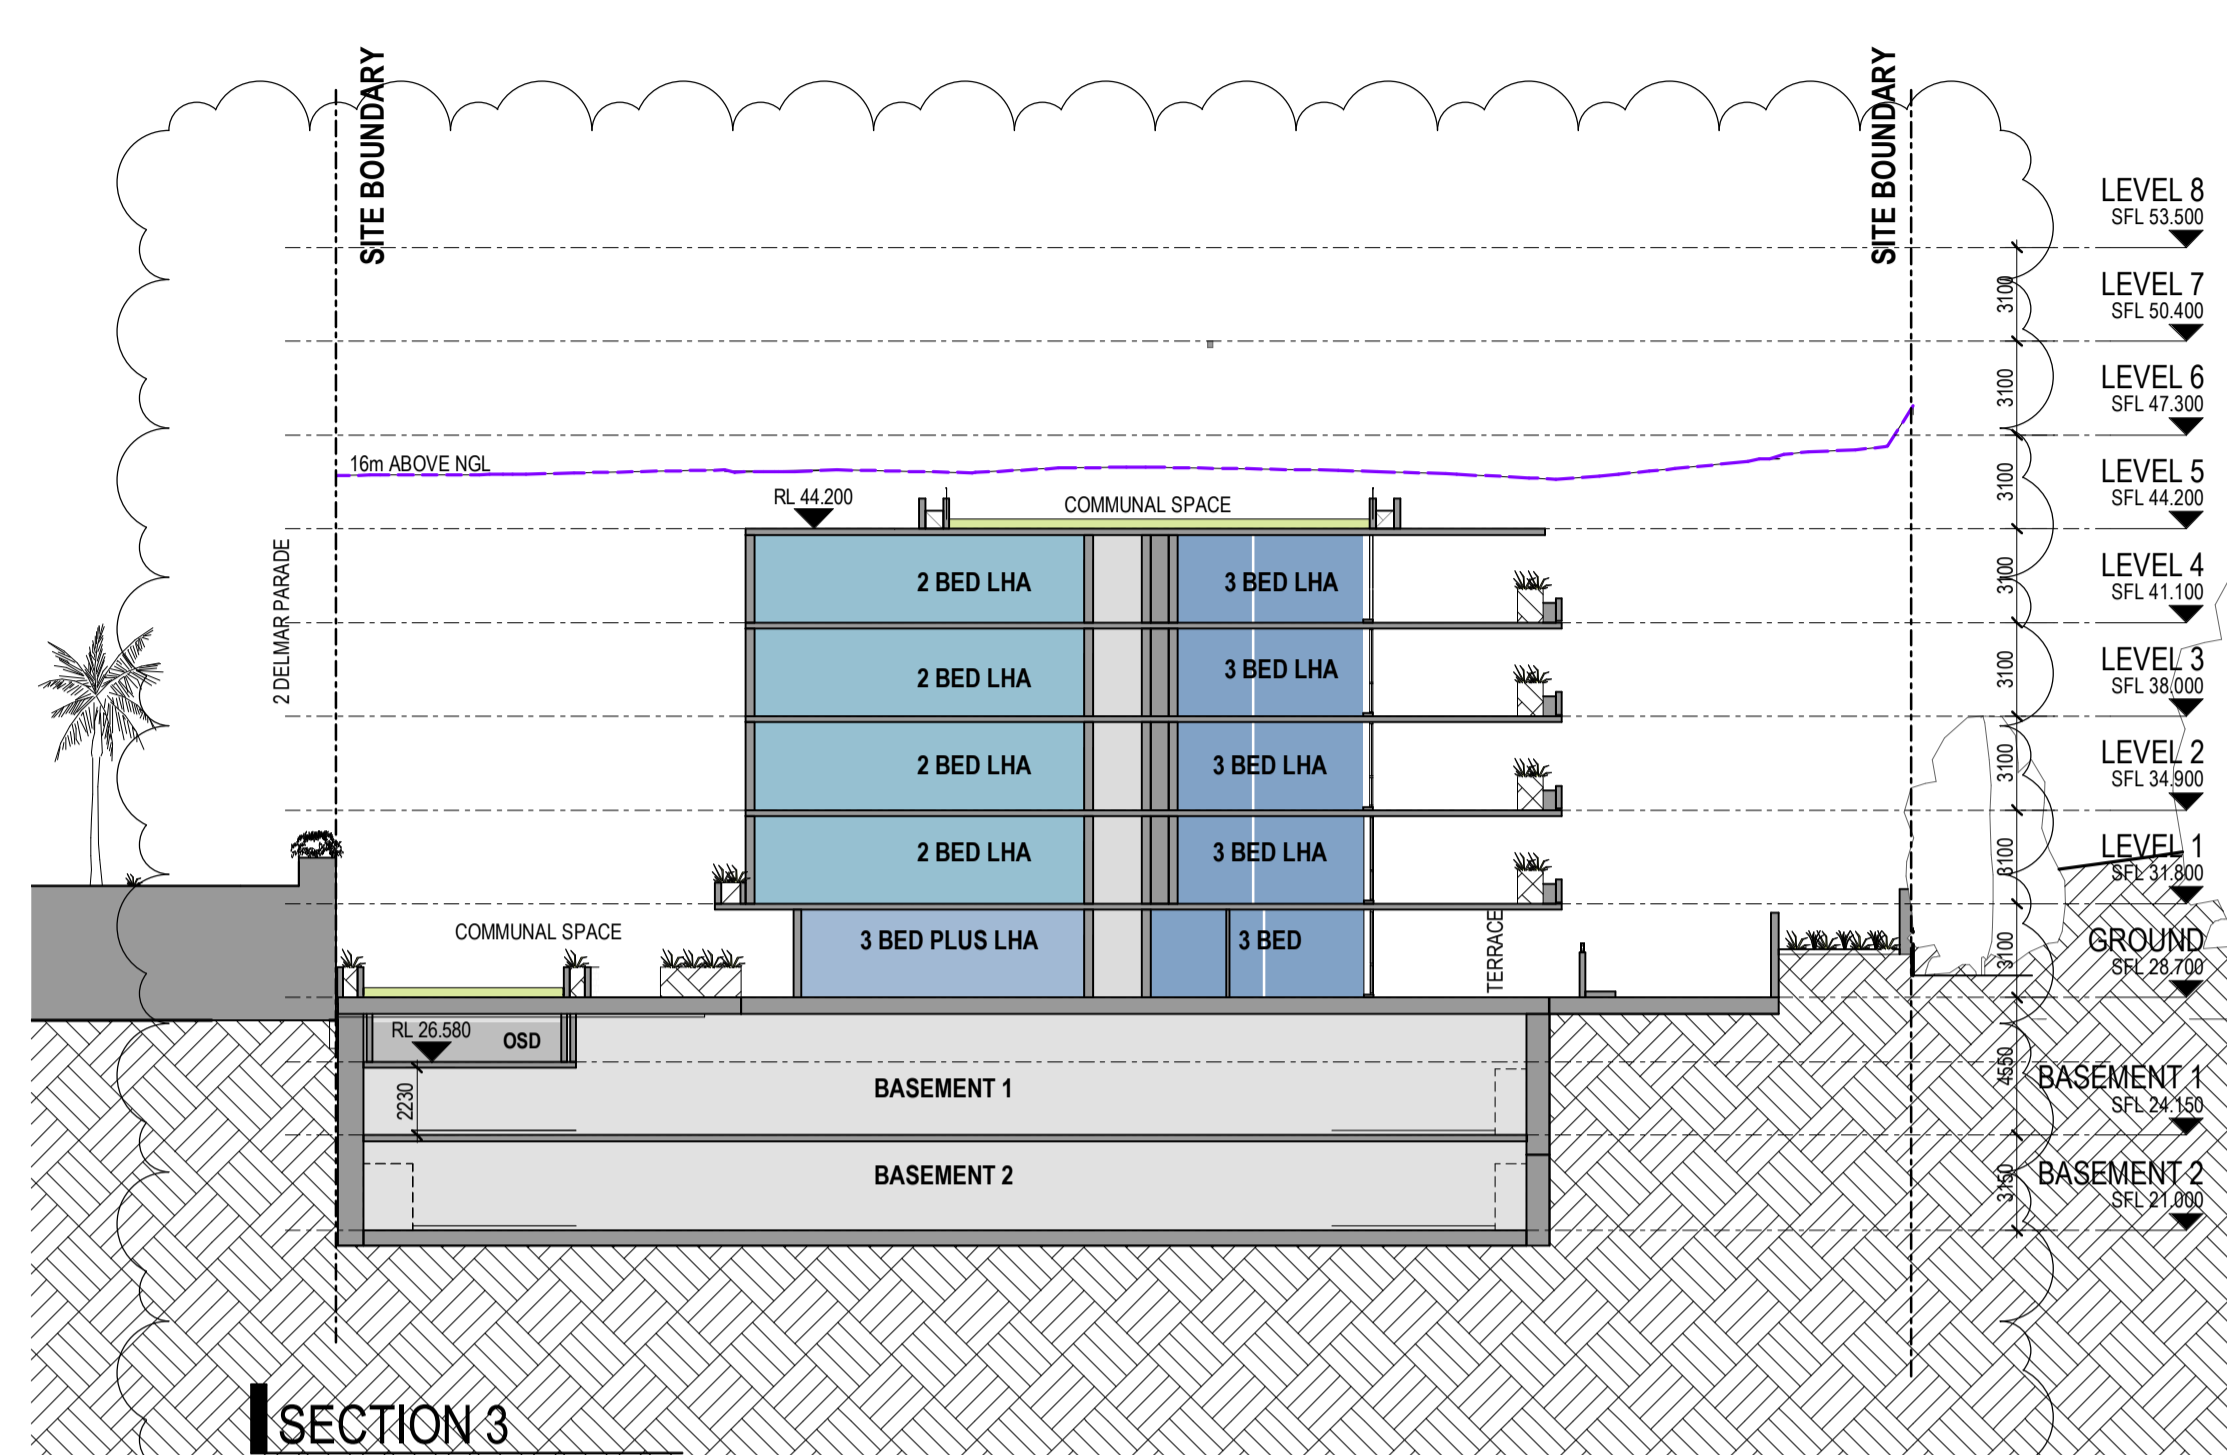 SITE BOUNDARY
SITE BOUNDARY
LEVEL 8
SFL 53.500
3100
LEVEL 7
SFL 50.400
3100
LEVEL 6
SFL 47.300
16m ABOVE NGL
3100
LEVEL 5
SFL 44.200
RL 44.200
COMMUNAL SPACE
2 DELMAR PARADE
2 BED LHA
3 BED LHA
3100
LEVEL 4
SFL 41.100
2 BED LHA
3 BED LHA
3100
LEVEL 3
SFL 38.000
2 BED LHA
3 BED LHA
3100
LEVEL 2
SFL 34.900
2 BED LHA
3 BED LHA
3100
LEVEL 1
SFL 31.800
COMMUNAL SPACE
3 BED PLUS LHA
3 BED
TERRACE
3100
GROUND
SFL 28.700
RL 26.580
OSD
2230
BASEMENT 1
4550
BASEMENT 1
SFL 24.150
BASEMENT 2
3150
BASEMENT 2
SFL 21.000
SECTION 3